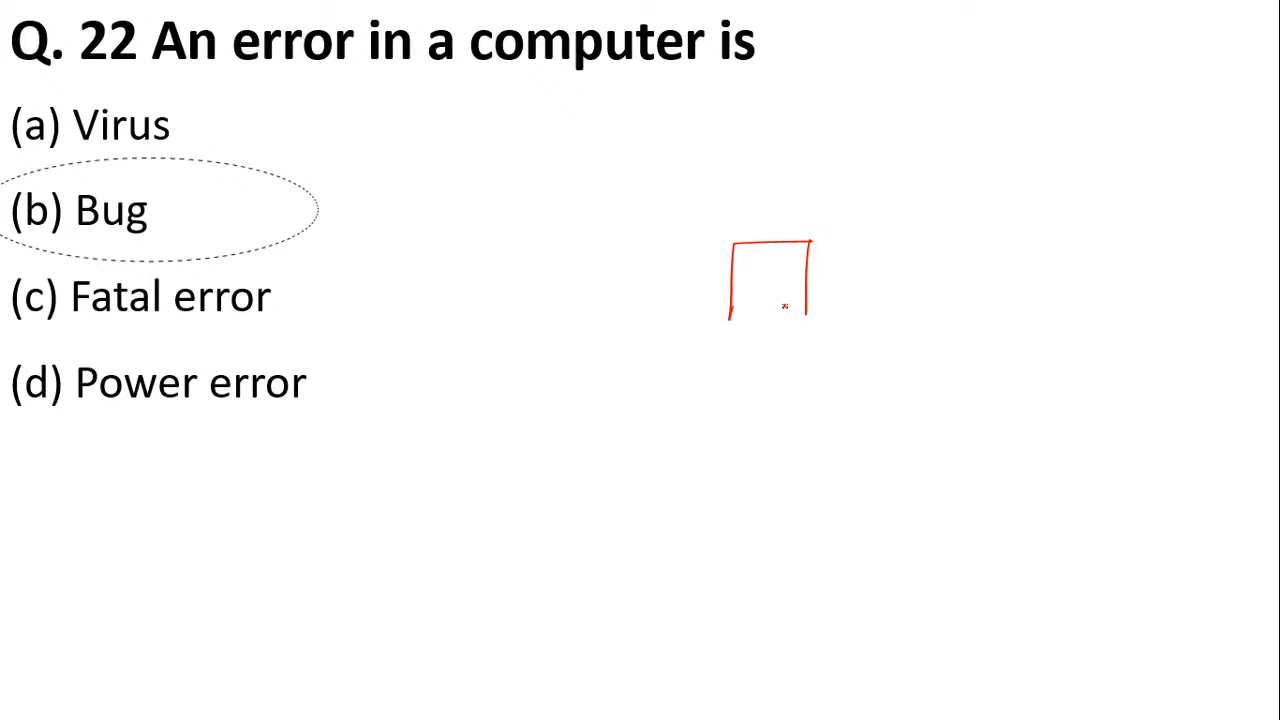 Q. 22 An error in a computer is
(a) Virus
(b) Bug
(c) Fatal error
(d) Power error